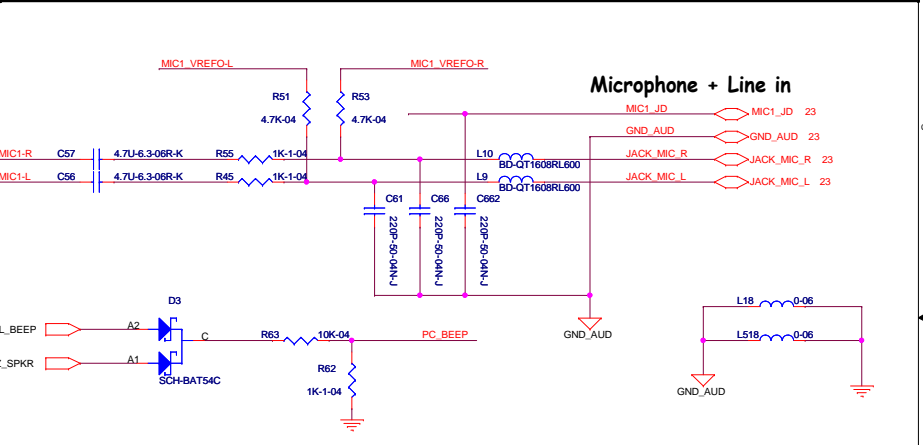 MIC1_VREFO-L MIC1_VREFO-R
Microphone + Line in
R51 R53
4.7K-04 4.7K-04
MIC1_JD MIC1_JD 23
GND_AUD GND_AUD 23
MIC1-R C57 4.7U-6.3-06R-K R55 1K-1-04 L10 BD-QT1608RL600 JACK_MIC_R JACK_MIC_R 23
MIC1-L C56 4.7U-6.3-06R-K R45 1K-1-04 L9 BD-QT1608RL600 JACK_MIC_L JACK_MIC_L 23
C61 C66 C662
220P-50-04N-J 220P-50-04N-J 220P-50-04N-J
GND_AUD
D3
L_BEEP A2
C R63 10K-04 PC_BEEP
_SPKR A1
SCH-BAT54C
R62
1K-1-04
L18 0-06
L518 0-06
GND_AUD